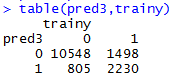 > table(pred3,trainy)
     trainy
pred3     0     1
    0 10548  1498
    1   805  2230